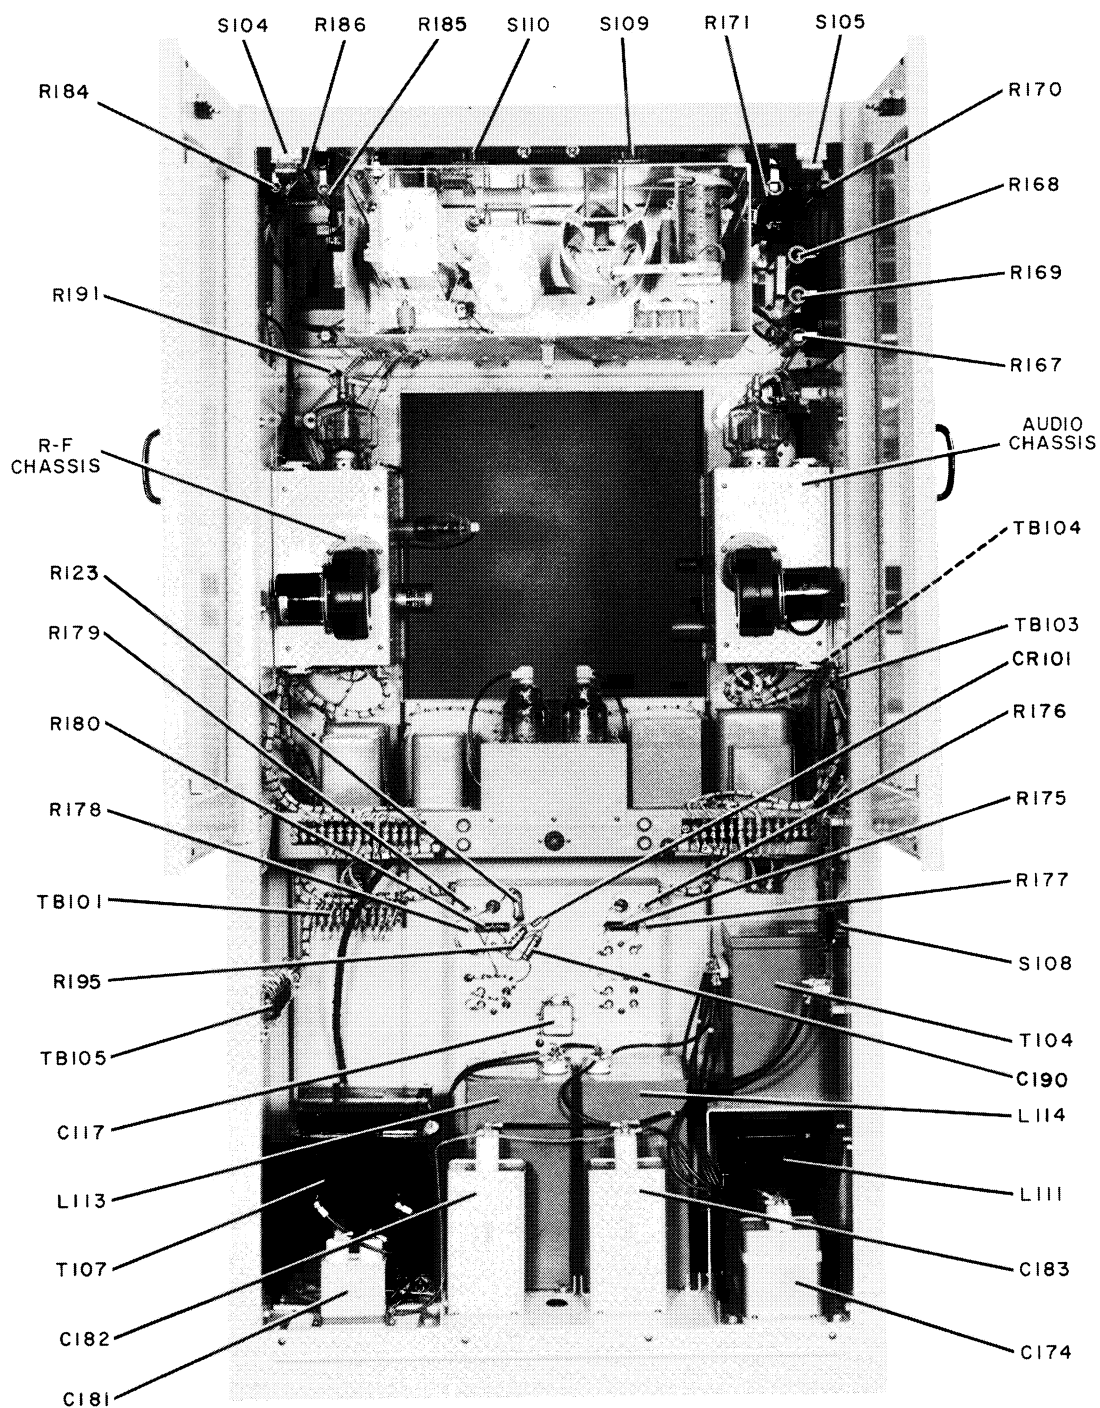 S104 R186 R185 S110 S109 R171 S105
R184
R170
R168
R191
R169
R167
R-F
CHASSIS
AUDIO
CHASSIS
TB104
R123
TB103
R179
CR101
R180
R176
R178
R175
TB101
R177
R195
S108
TB105
T104
C190
C117
L114
L113
L111
T107
C183
C182
C174
C181